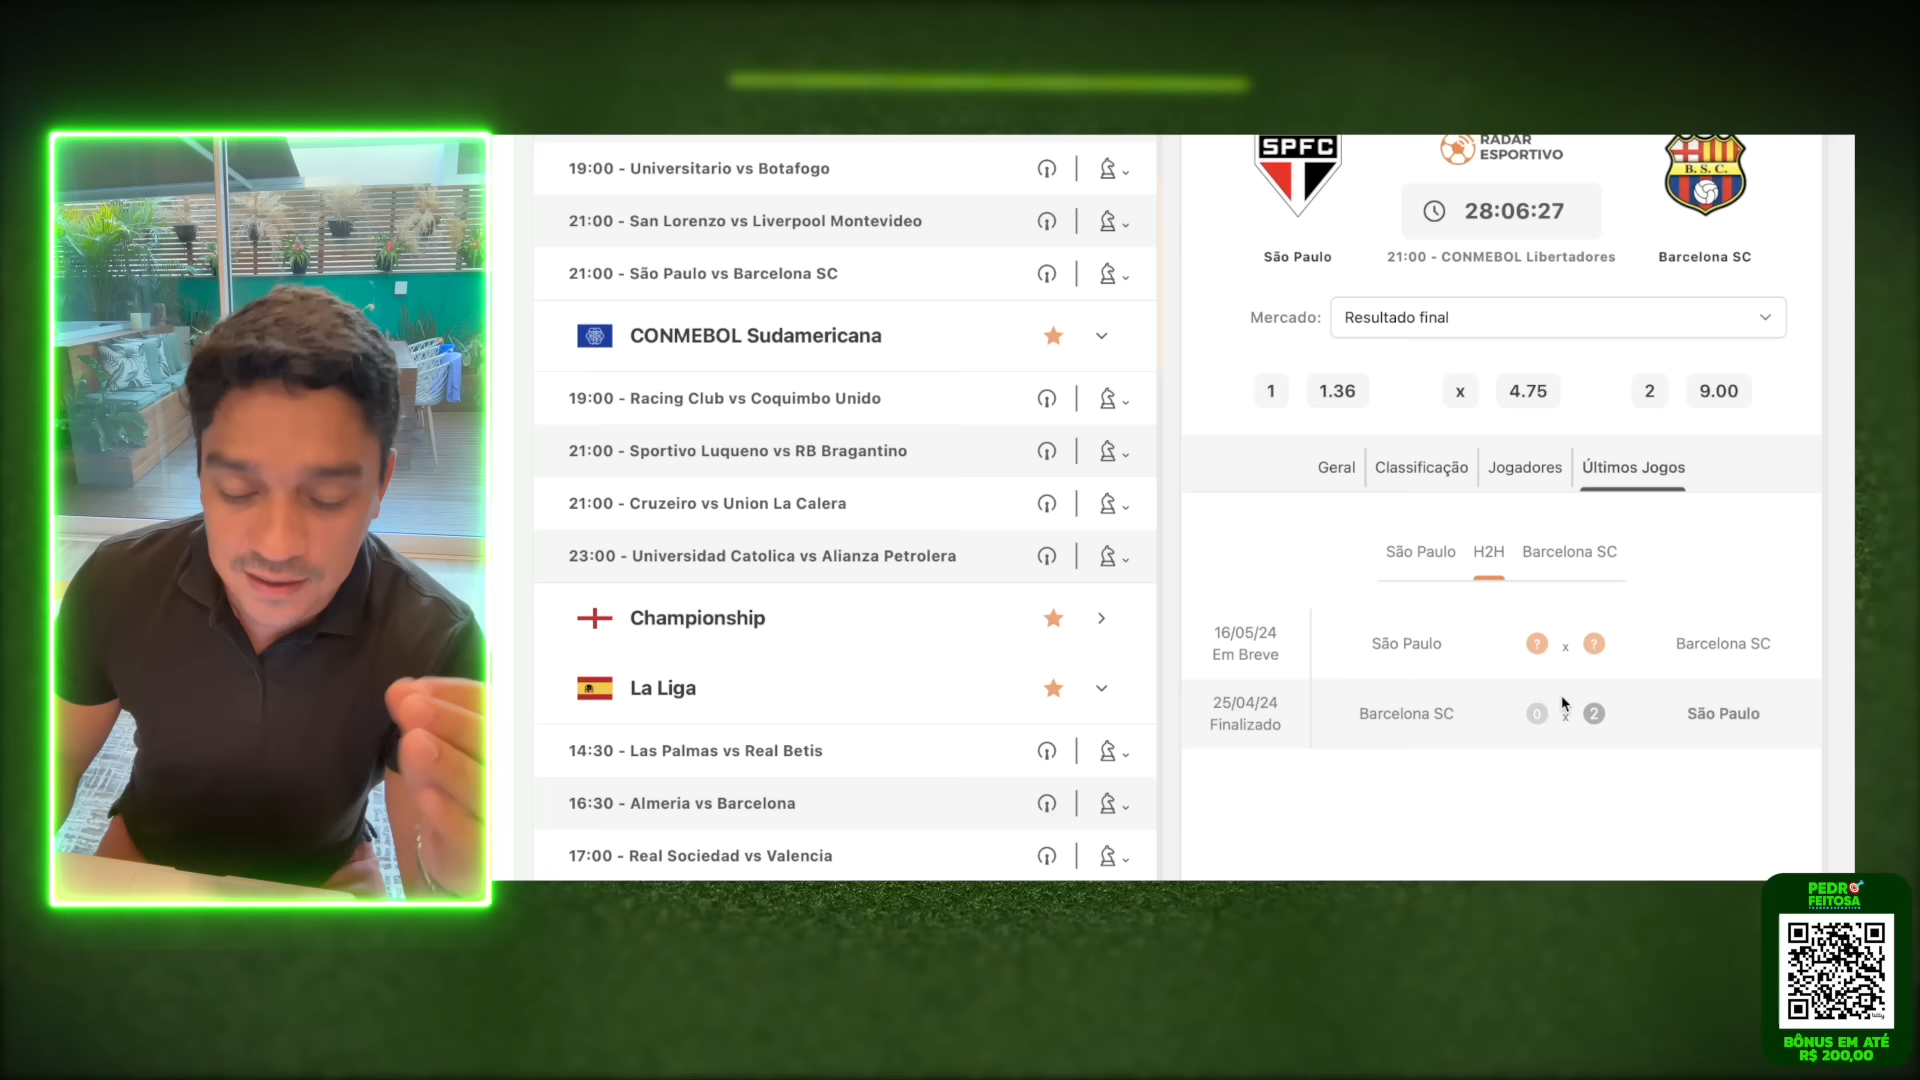 19:00 - Universitario vs Botafogo
21:00 - San Lorenzo vs Liverpool Montevideo
21:00 - São Paulo vs Barcelona SC
CONMEBOL Sudamericana
19:00 - Racing Club vs Coquimbo Unido
21:00 - Sportivo Luqueno vs RB Bragantino
21:00 - Cruzeiro vs Union La Calera
23:00 - Universidad Catolica vs Alianza Petrolera
Championship
La Liga
14:30 - Las Palmas vs Real Betis
16:30 - Almeria vs Barcelona
17:00 - Real Sociedad vs Valencia
SPFC
RADAR
ESPORTIVO
B. S. C.
28:06:27
São Paulo
21:00 - CONMEBOL Libertadores
Barcelona SC
Mercado: Resultado final
1 1.36 x 4.75 2 9.00
Geral Classificação Jogadores Últimos Jogos
São Paulo H2H Barcelona SC
16/05/24
Em Breve
São Paulo ? x ? Barcelona SC
25/04/24
Finalizado
Barcelona SC 0 x 2 São Paulo
PEDRO
FEITOSA
BÔNUS EM ATÉ
R$ 200,00